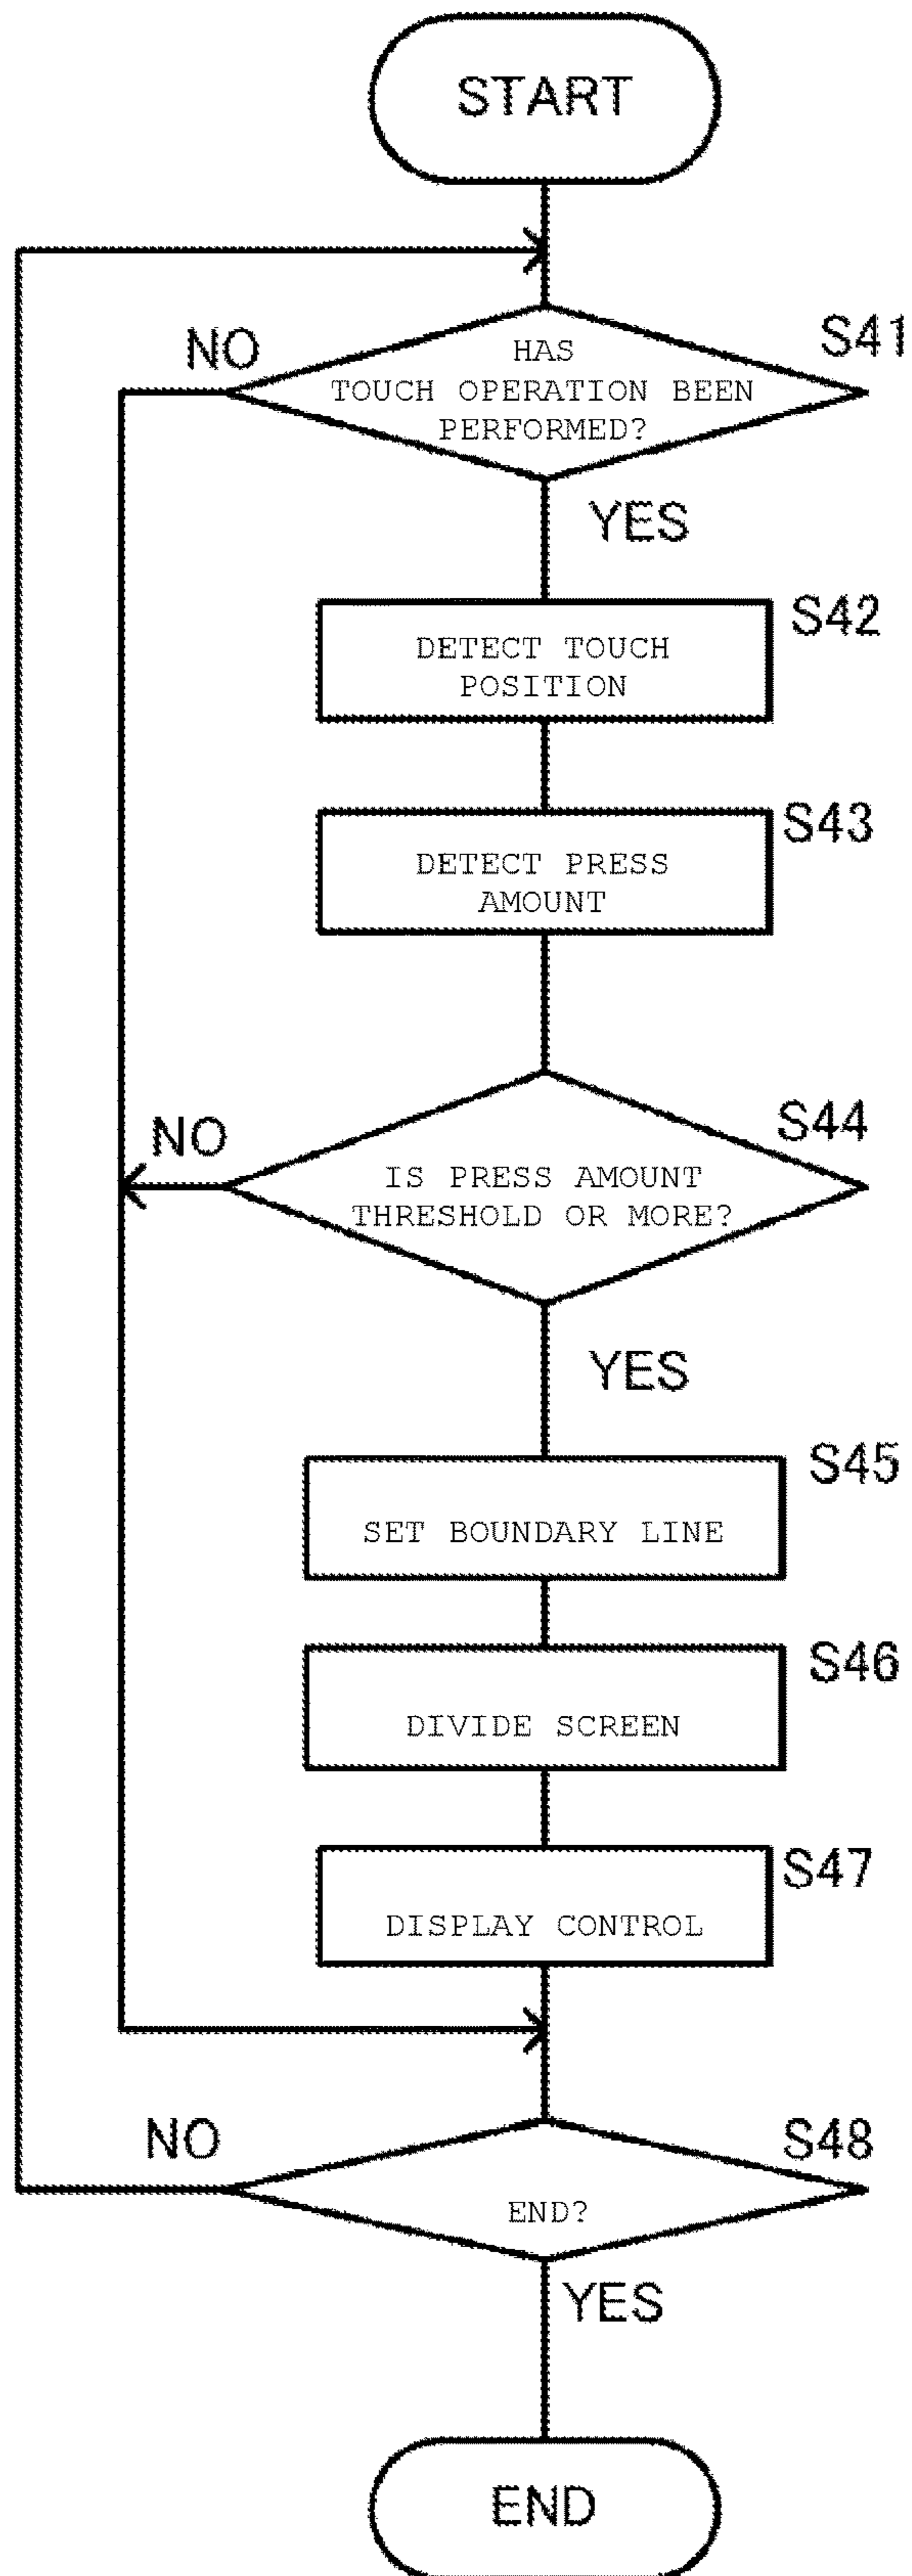 START
NO
S41
HAS
TOUCH OPERATION BEEN
PERFORMED?
YES
S42
DETECT TOUCH
POSITION
S43
DETECT PRESS
AMOUNT
NO
S44
IS PRESS AMOUNT
THRESHOLD OR MORE?
YES
S45
SET BOUNDARY LINE
S46
DIVIDE SCREEN
S47
DISPLAY CONTROL
NO
S48
END?
YES
END